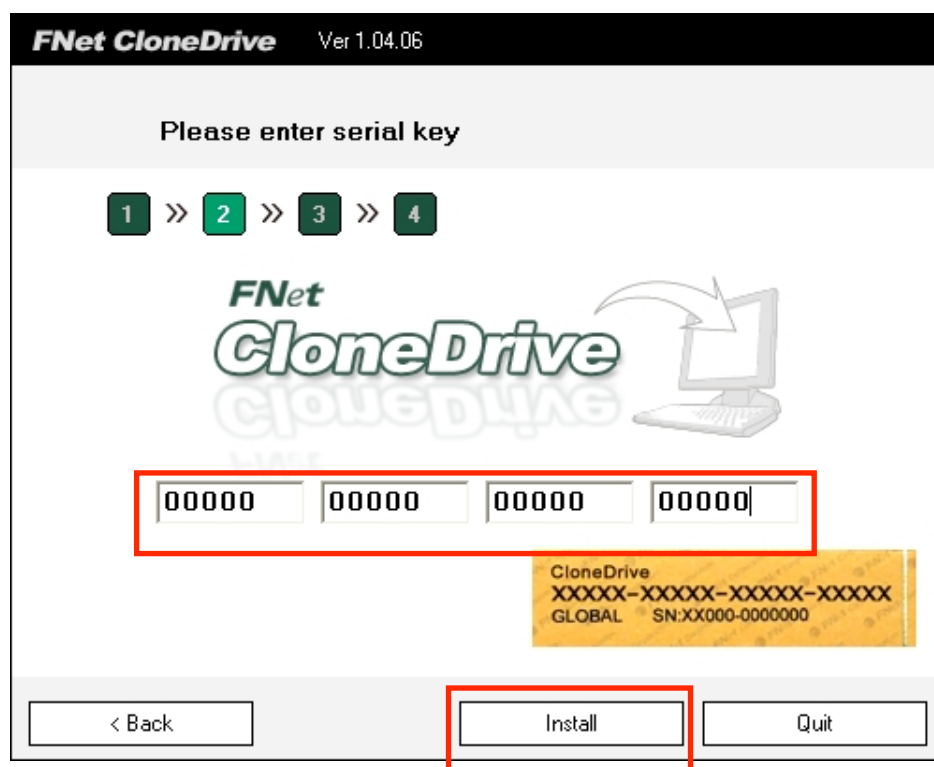 FNet CloneDrive Ver 1.04.06
Please enter serial key
1 » 2 » 3 » 4
FNet
CloneDrive
00000 00000 00000 00000
CloneDrive
XXXXX-XXXXX-XXXXX-XXXXX
GLOBAL SN:XX000-0000000
< Back Install Quit